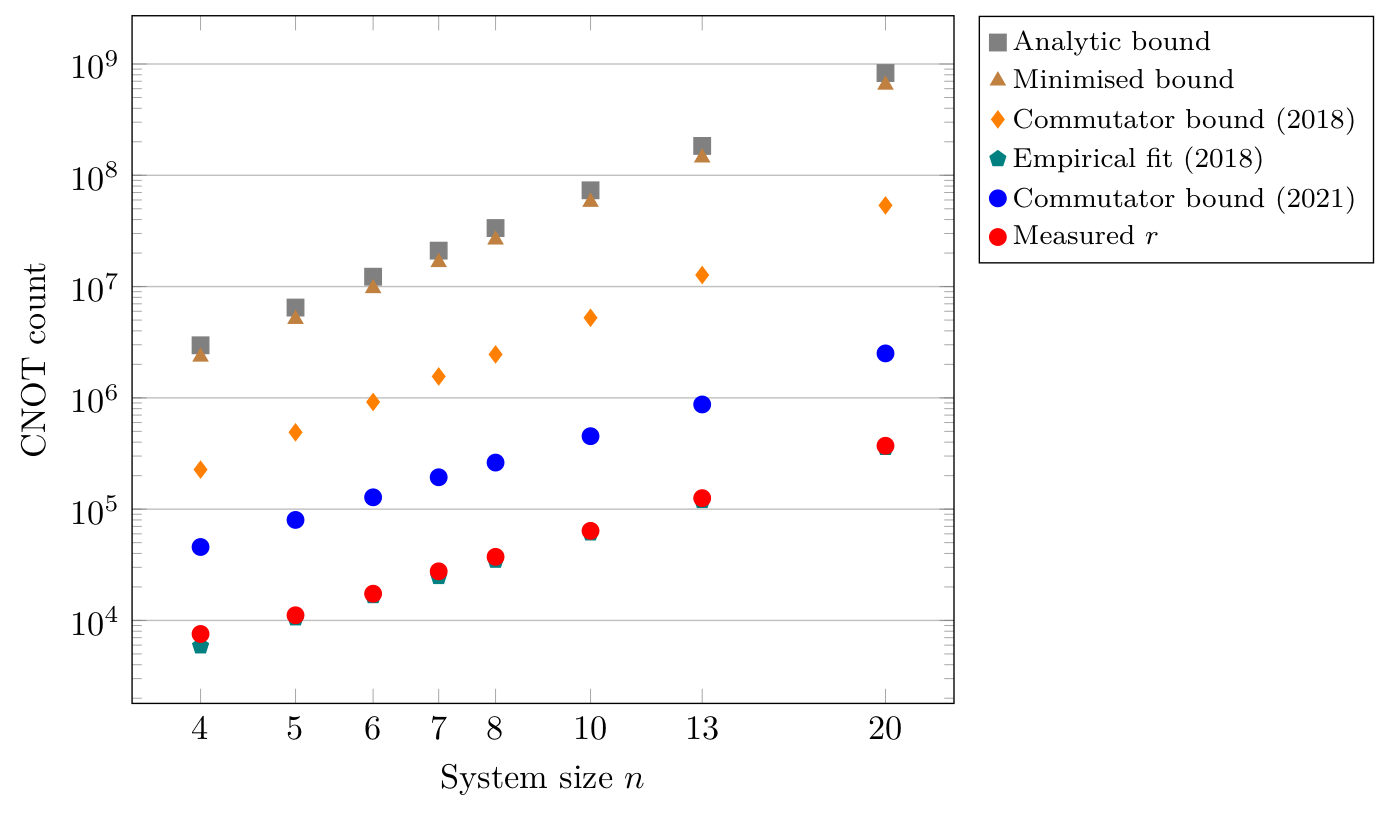 10^9
10^8
10^7
10^6
10^5
10^4
CNOT count
4 5 6 7 8 10 13 20
System size n
Analytic bound
Minimised bound
Commutator bound (2018)
Empirical fit (2018)
Commutator bound (2021)
Measured r